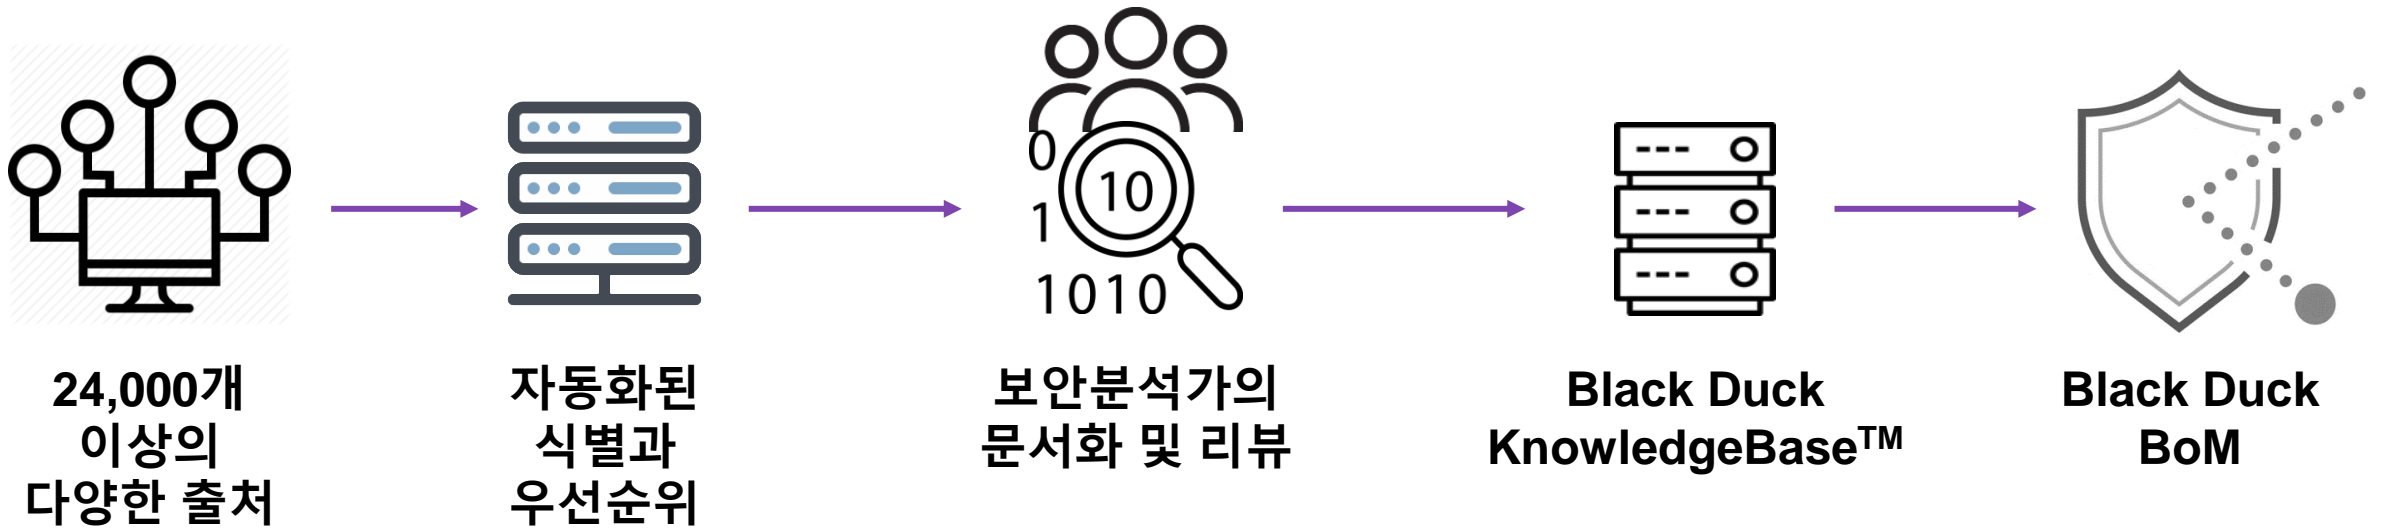 0
10
1
1010
24,000개
이상의
다양한 출처
자동화된
식별과
우선순위
보안분석가의
문서화 및 리뷰
Black Duck
KnowledgeBase™
Black Duck
BoM